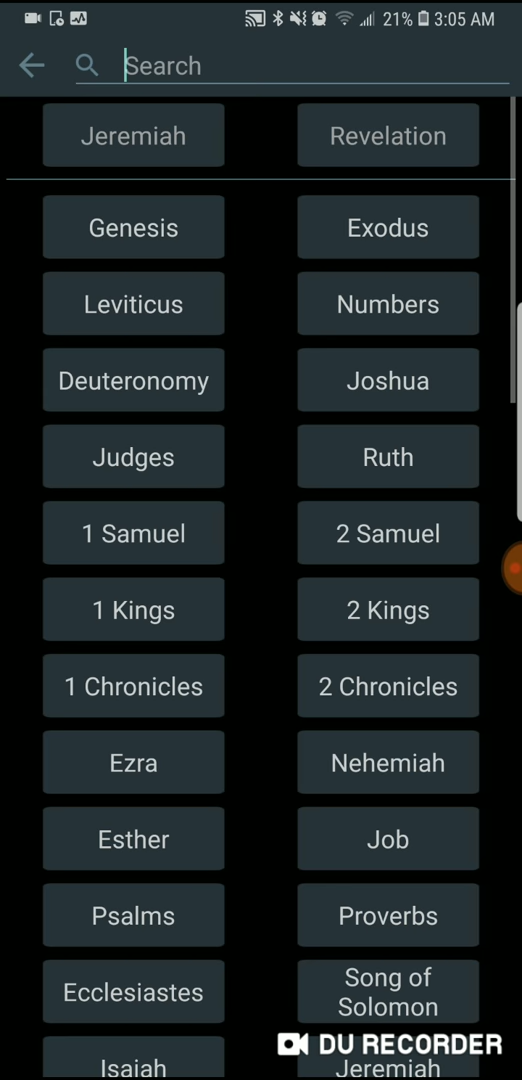 21% 3:05 AM
Search
Jeremiah Revelation
Genesis Exodus
Leviticus Numbers
Deuteronomy Joshua
Judges Ruth
1 Samuel 2 Samuel
1 Kings 2 Kings
1 Chronicles 2 Chronicles
Ezra Nehemiah
Esther Job
Psalms Proverbs
Ecclesiastes Song of
Solomon
DU RECORDER
Isaiah Jeremiah